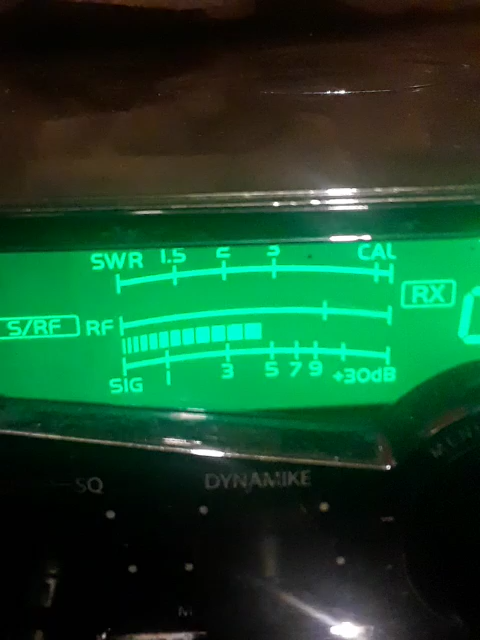 SWR 1.5 2 3 CAL
RX
S/RF RF
SIG 1 3 5 7 9 +30dB
SQ DYNAMIKE